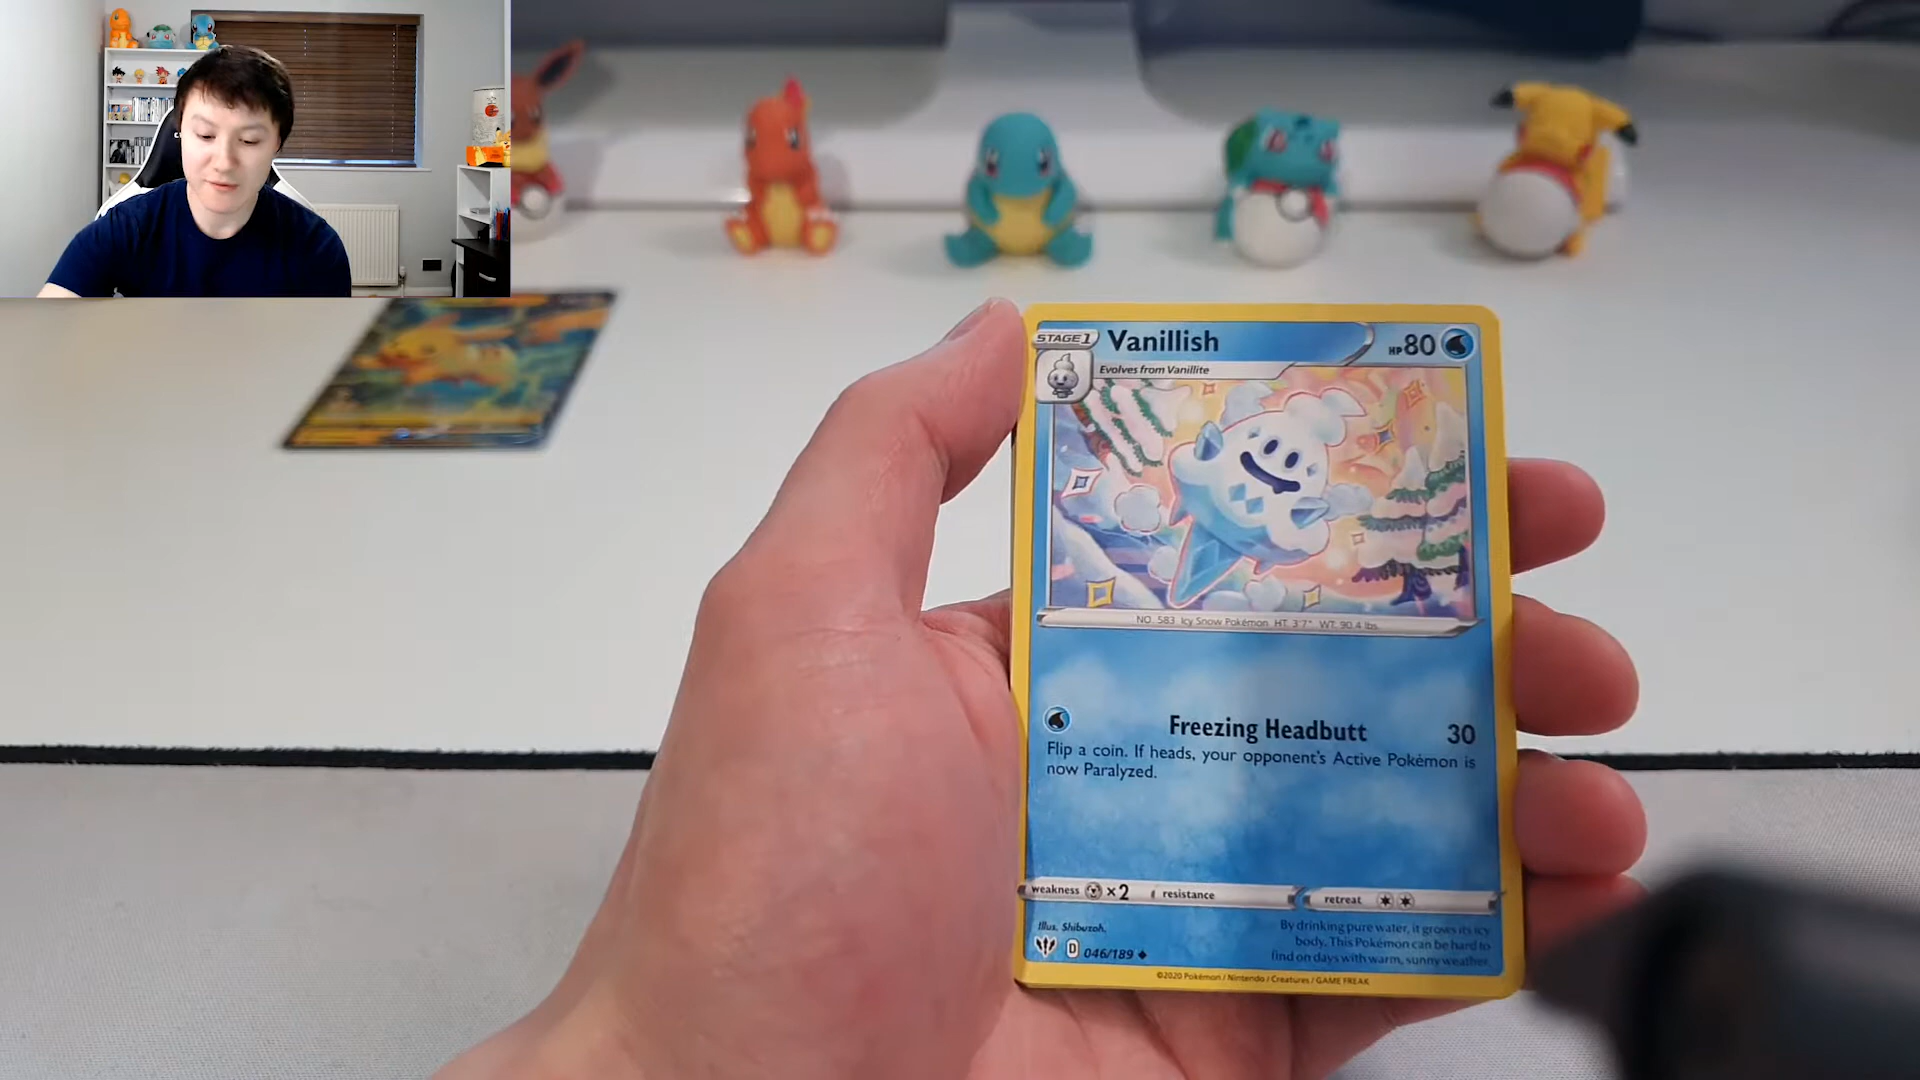 STAGE 1 Vanillish HP 80
Evolves from Vanillite
NO. 583 Icy Snow Pokémon HT. 3'7" WT. 90.4 lbs.
Freezing Headbutt 30
Flip a coin. If heads, your opponent's Active Pokémon is
now Paralyzed.
weakness ×2 resistance retreat
Illus. Shibuzoh.
D 046/189
By drinking pure water, it grows its icy
body. This Pokémon can be hard to
find on days with warm, sunny weather.
©2020 Pokémon / Nintendo / Creatures / GAME FREAK